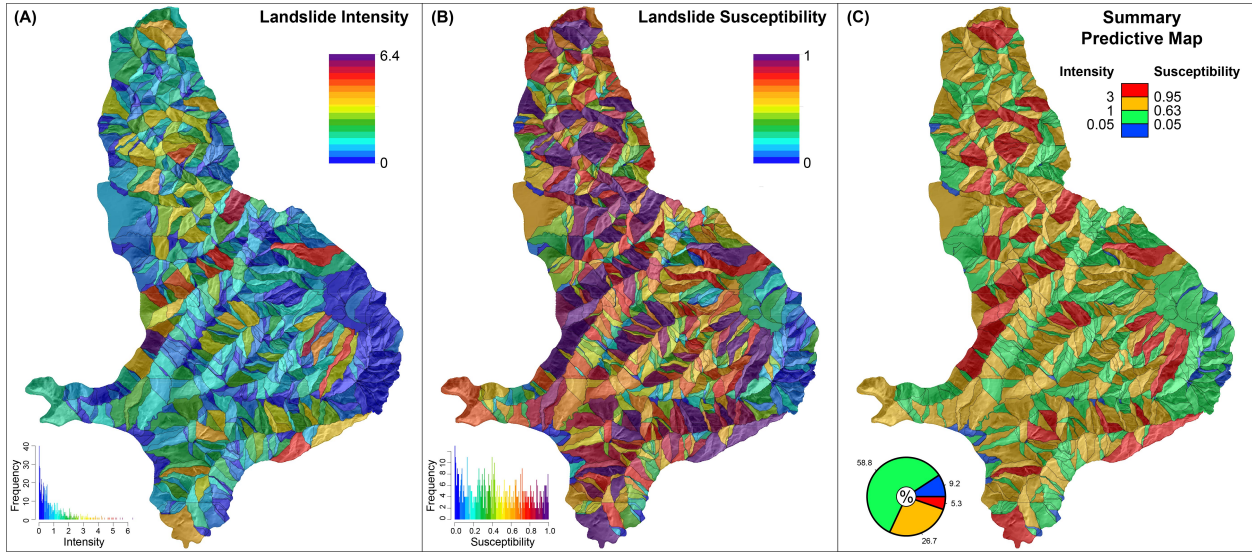 (A)
Landslide Intensity
6.4
0
Frequency
0 10 20 30 40
0 1 2 3 4 5 6
Intensity
(B)
Landslide Susceptibility
1
0
Frequency
0 2 4 6 8 10
0.0 0.2 0.4 0.6 0.8 1.0
Susceptibility
(C)
Summary
Predictive Map
Intensity
Susceptibility
3
0.95
1
0.63
0.05
0.05
58.8
9.2
%
5.3
26.7